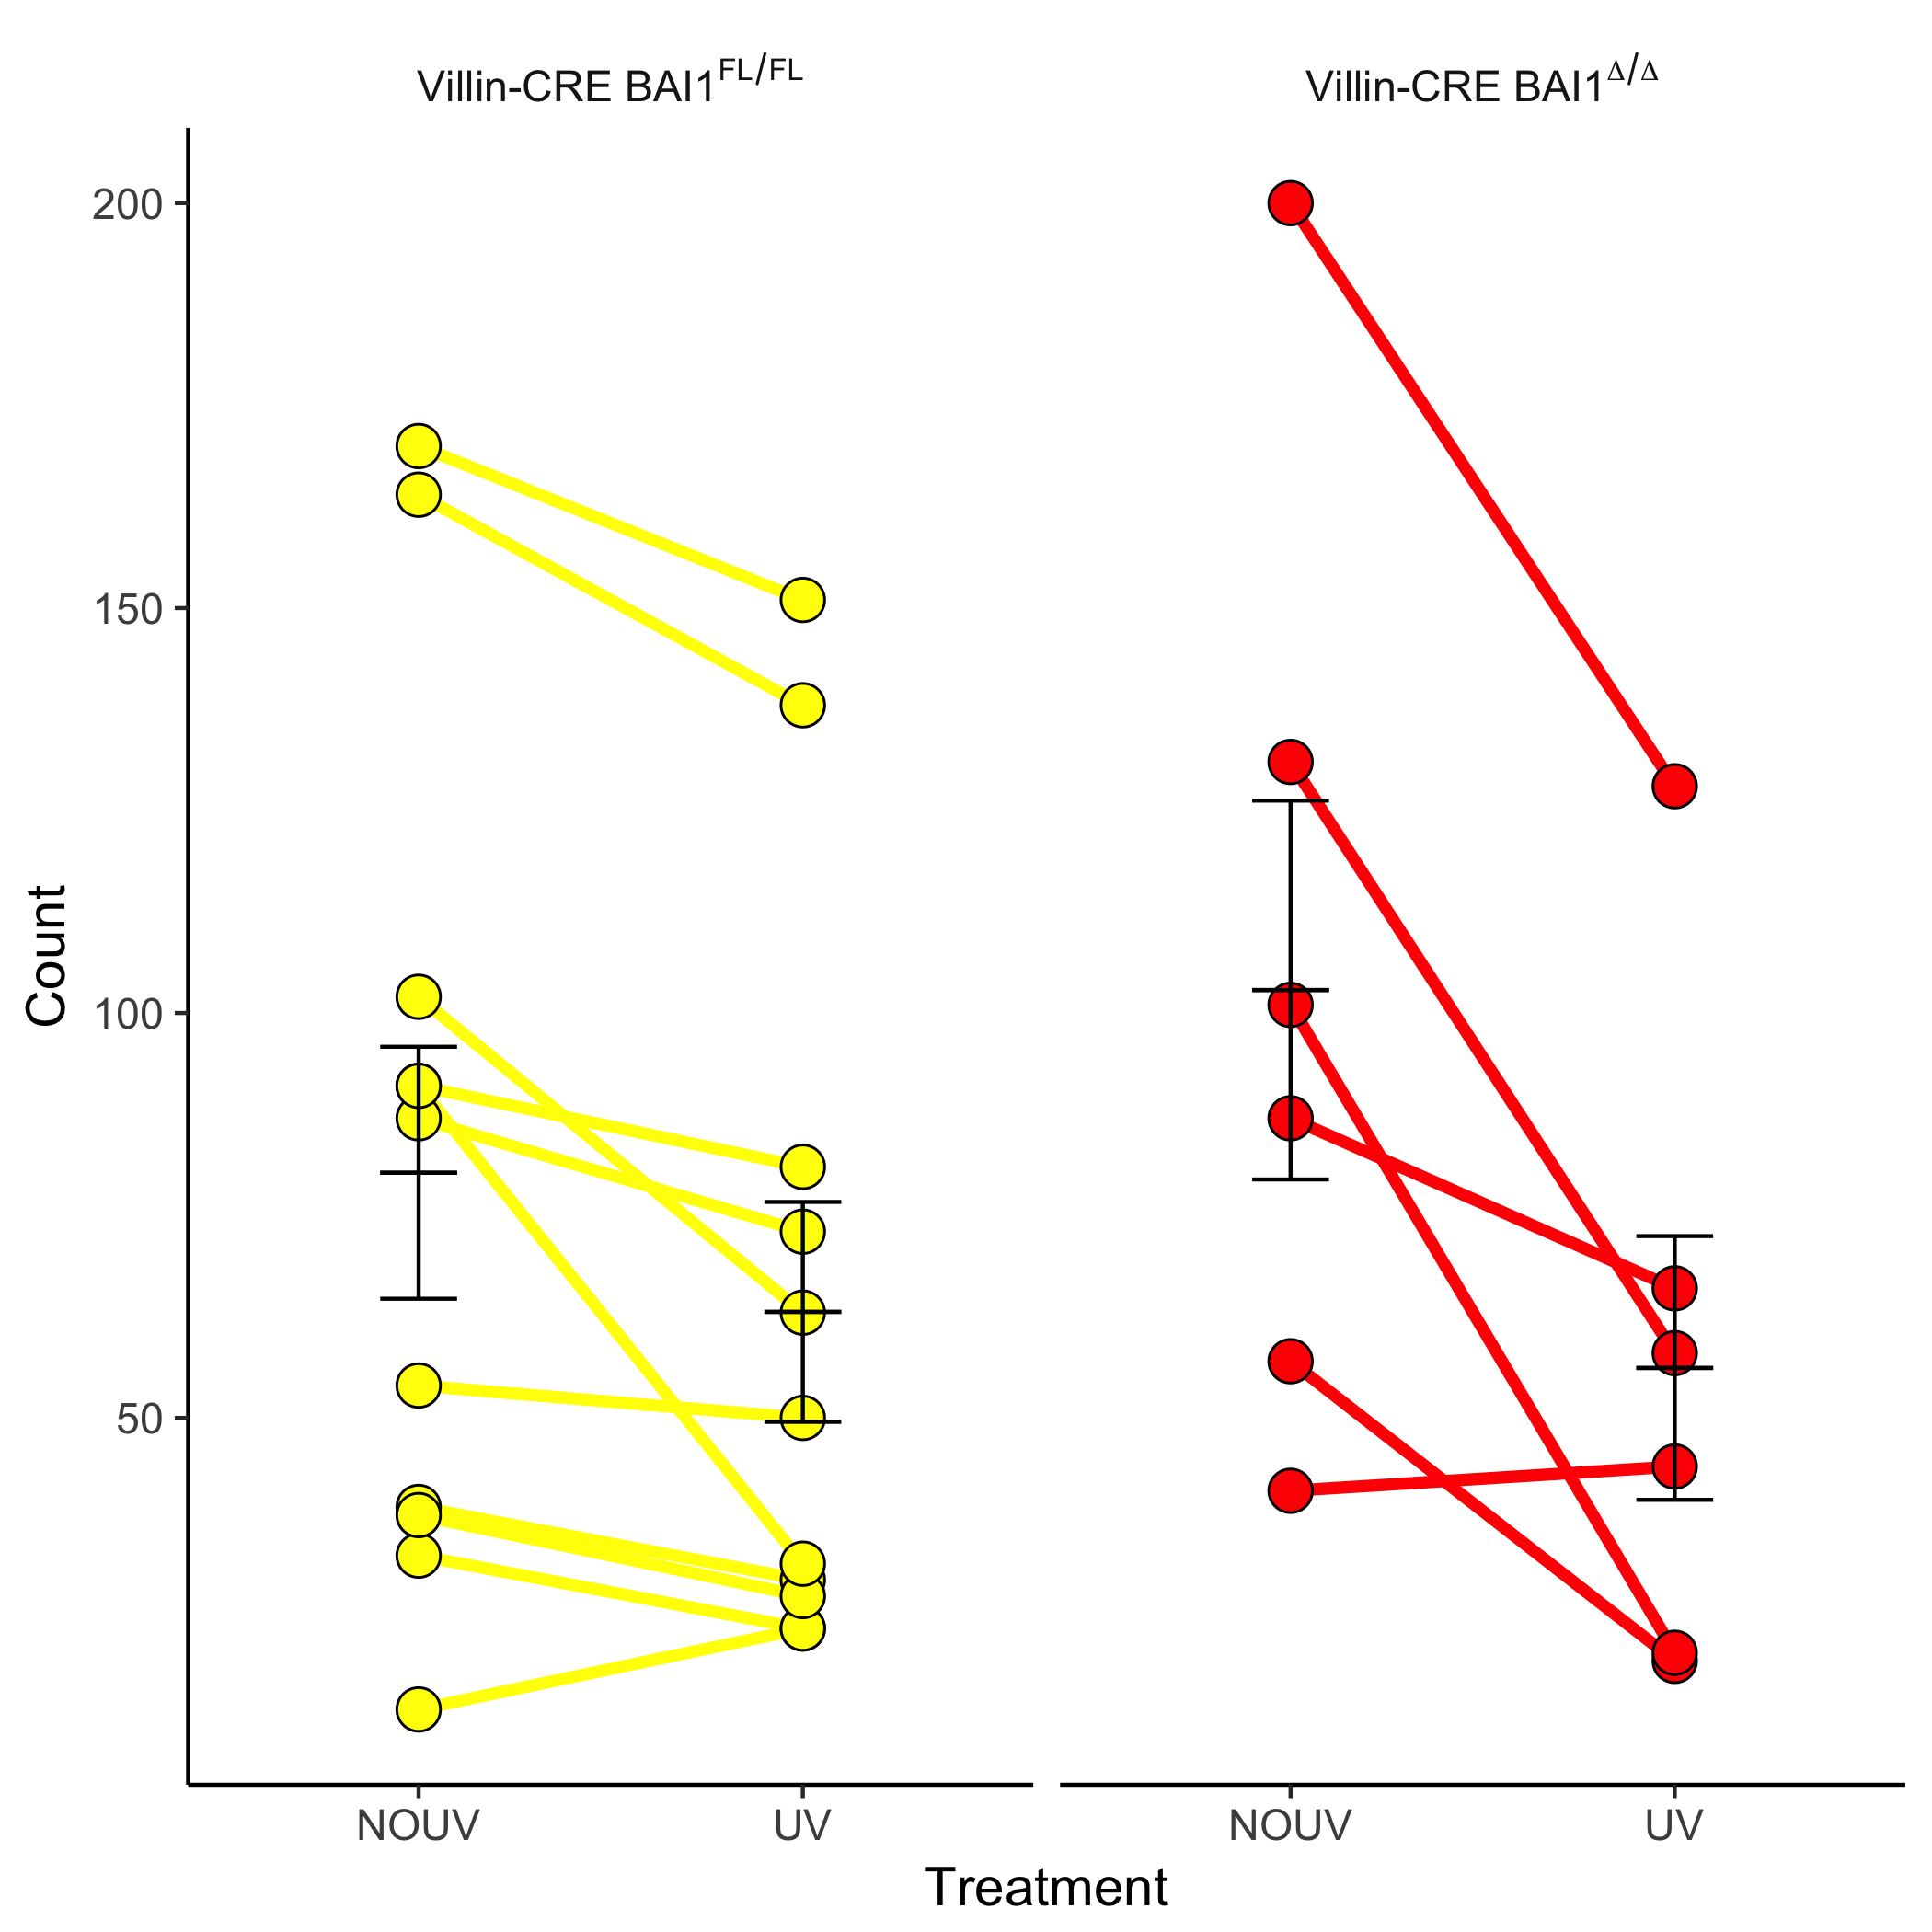 Villin-CRE BAI1FL/FL
Villin-CRE BAI1Δ/Δ
200
150
100
50
Count
NOUV UV NOUV UV
Treatment